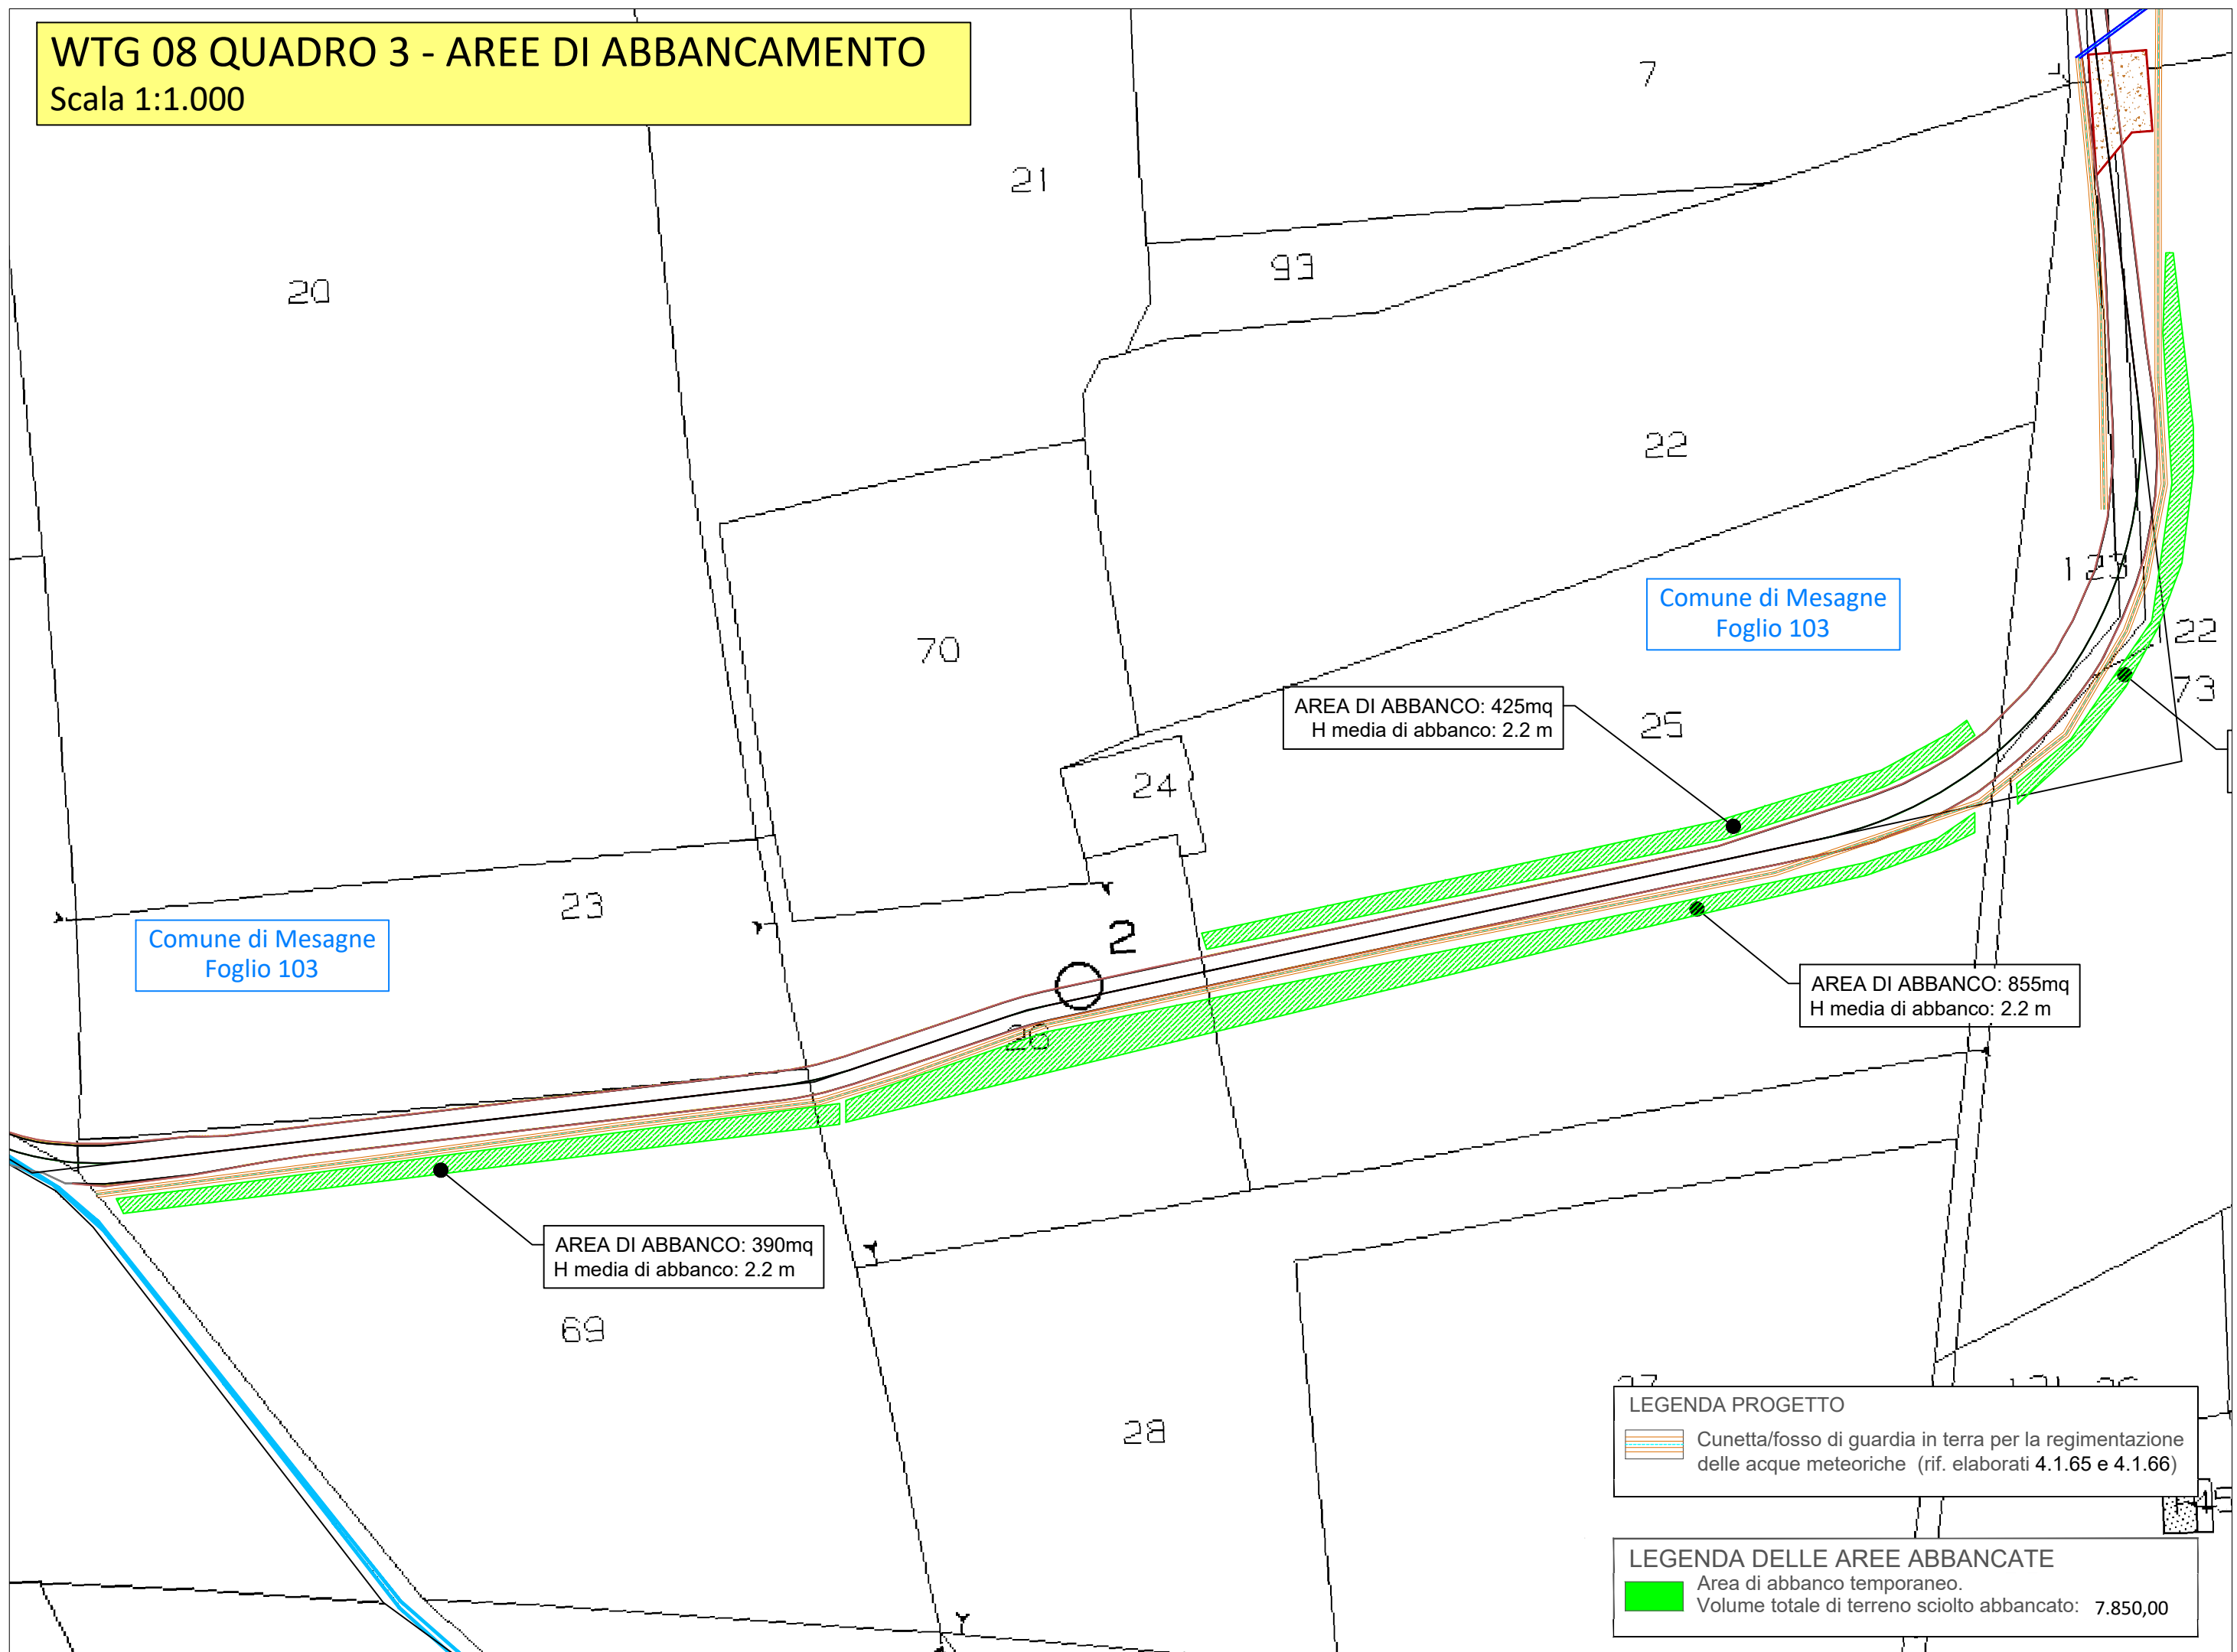 WTG 08 QUADRO 3 - AREE DI ABBANCAMENTO
Scala 1:1.000
7
21
93
20
22
Comune di Mesagne
Foglio 103
70
22
73
AREA DI ABBANCO: 425mq
H media di abbanco: 2.2 m
25
24
23
Comune di Mesagne
Foglio 103
2
26
AREA DI ABBANCO: 855mq
H media di abbanco: 2.2 m
AREA DI ABBANCO: 390mq
H media di abbanco: 2.2 m
69
28
LEGENDA PROGETTO
Cunetta/fosso di guardia in terra per la regimentazione
delle acque meteoriche (rif. elaborati 4.1.65 e 4.1.66)
LEGENDA DELLE AREE ABBANCATE
Area di abbanco temporaneo.
Volume totale di terreno sciolto abbancato: 7.850,00